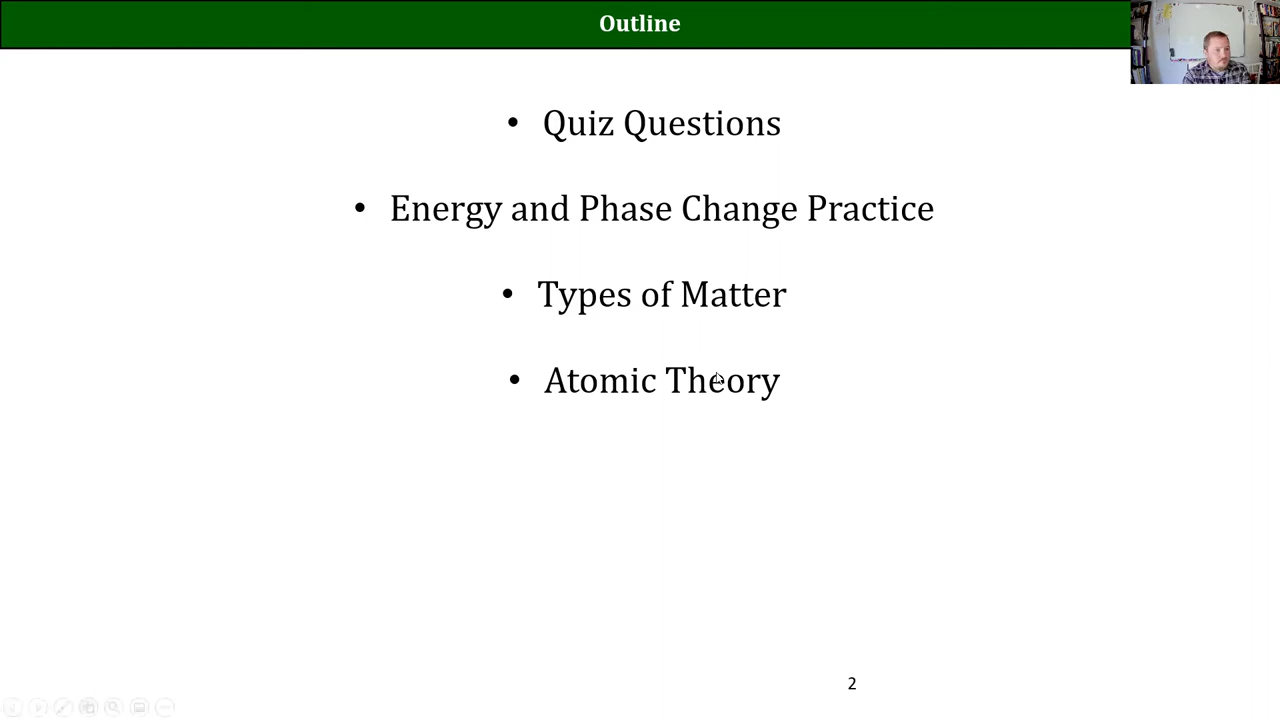 Outline
• Quiz Questions
• Energy and Phase Change Practice
• Types of Matter
• Atomic Theory
2